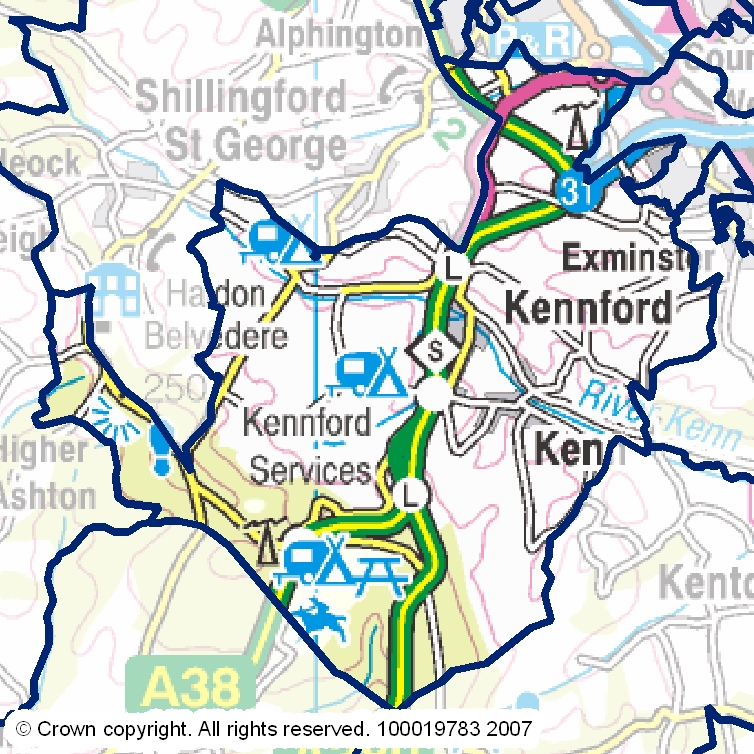 Alphington
P&R
Coun
Shillingford
St George
2
We
leock
31
eigh
L
Exminster
Haldon
Belvedere
Kennford
S
250
River Kenn
Kennford
Services
Kenn
Higher
Ashton
L
Kento
A38
© Crown copyright. All rights reserved. 100019783 2007